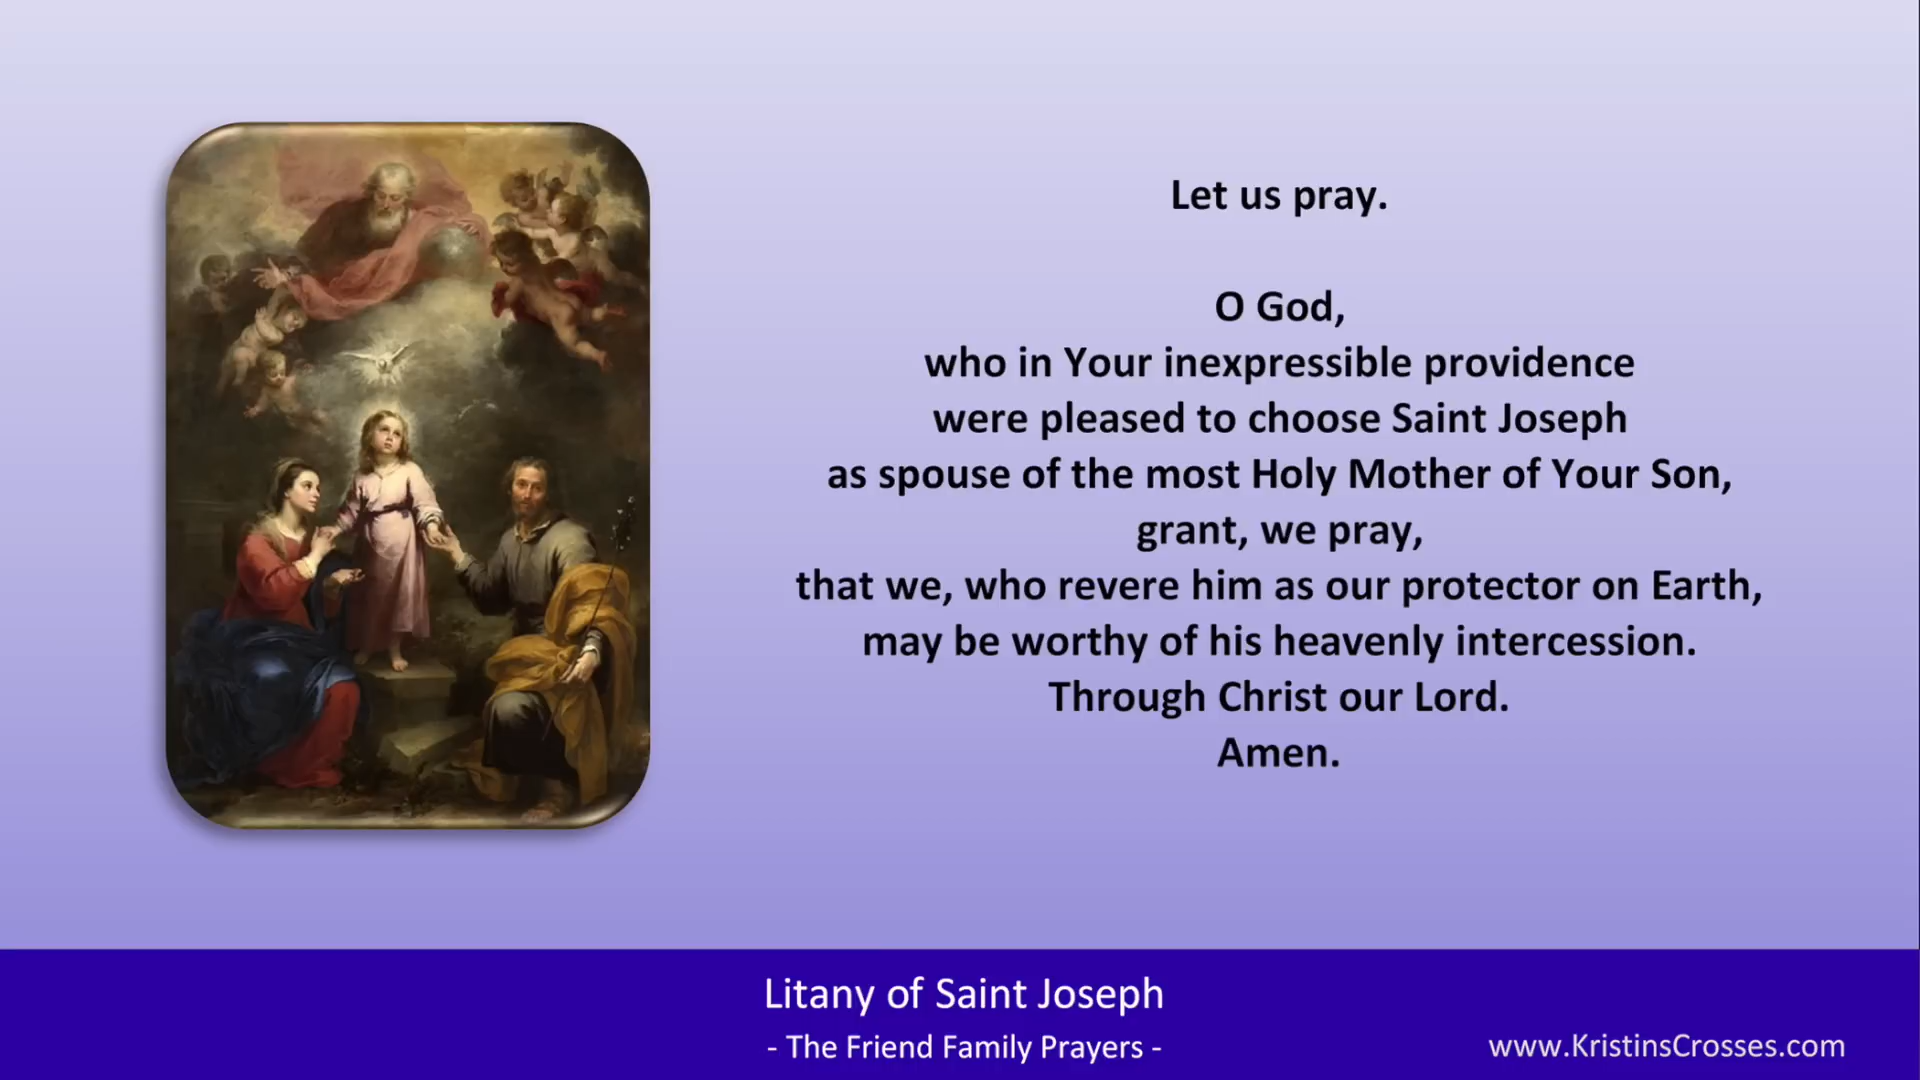 Let us pray.
O God,
who in Your inexpressible providence
were pleased to choose Saint Joseph
as spouse of the most Holy Mother of Your Son,
grant, we pray,
that we, who revere him as our protector on Earth,
may be worthy of his heavenly intercession.
Through Christ our Lord.
Amen.
Litany of Saint Joseph
- The Friend Family Prayers -
www.KristinsCrosses.com